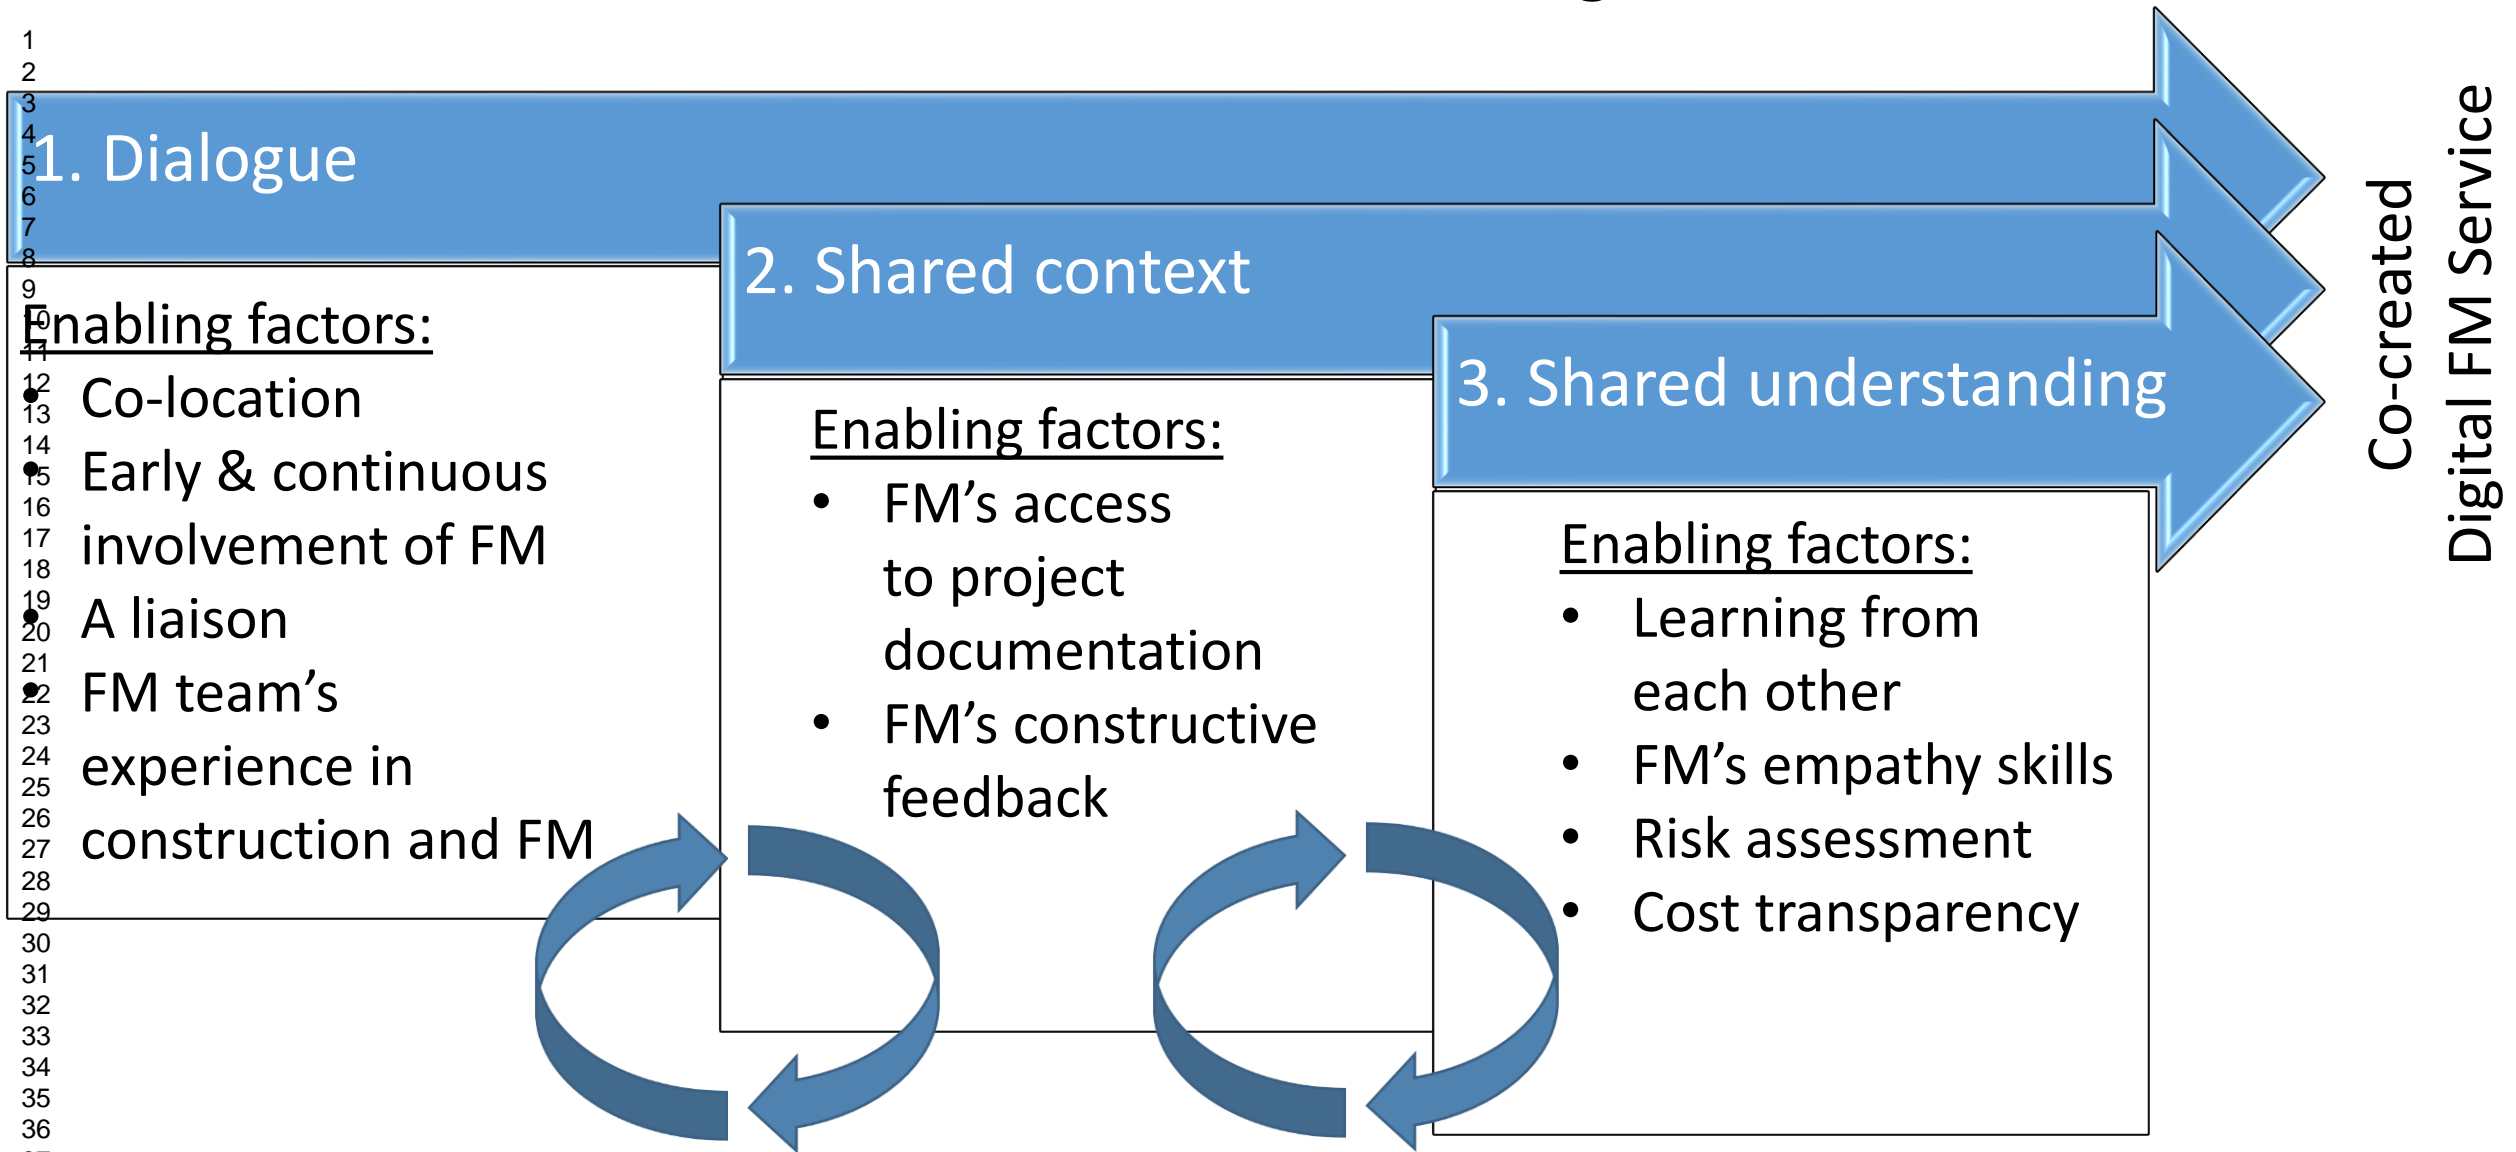 1
2
3
4
5
6
7
8
9
10
11
12
13
14
15
16
17
18
19
20
21
22
23
24
25
26
27
28
29
30
31
32
33
34
35
36
1. Dialogue
Enabling factors:
• Co-location
• Early & continuous
involvement of FM
• A liaison
• FM team’s
experience in
construction and FM
2. Shared context
Enabling factors:
• FM’s access
to project
documentation
• FM’s constructive
feedback
3. Shared understanding
Enabling factors:
• Learning from
each other
• FM’s empathy skills
• Risk assessment
• Cost transparency
Co-created
Digital FM Service